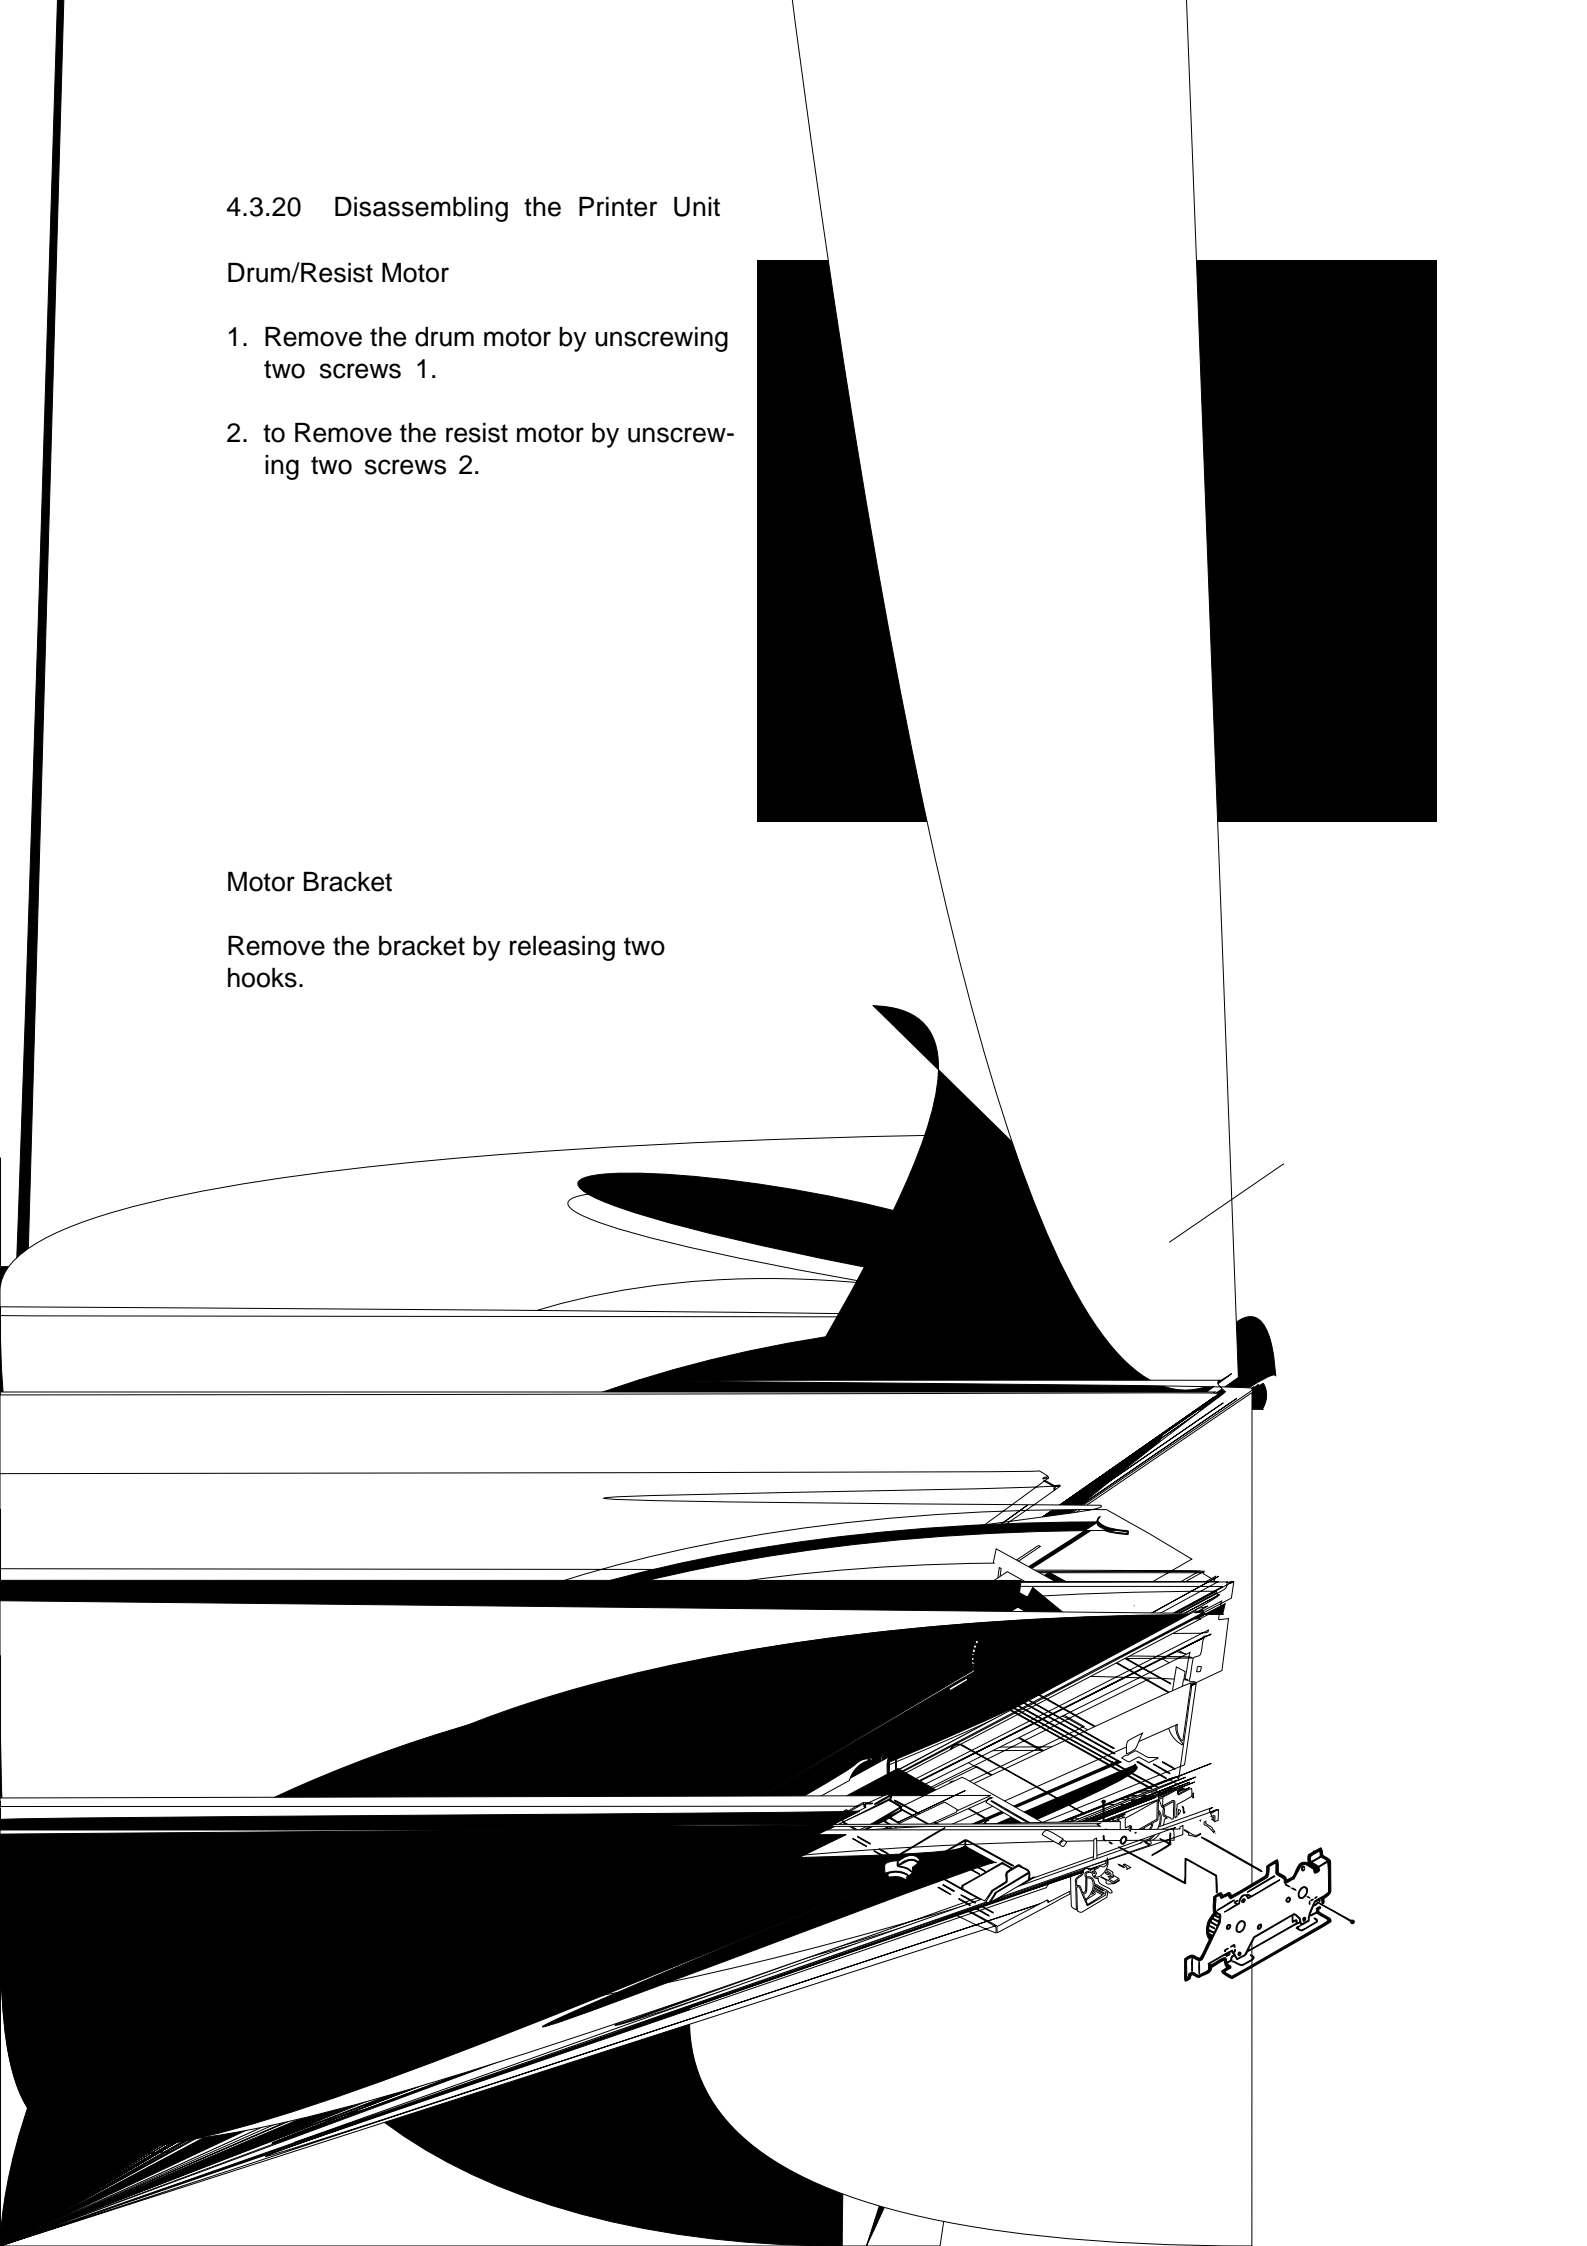 4.3.20 Disassembling the Printer Unit
Drum/Resist Motor
1. Remove the drum motor by unscrewing
two screws 1.
2. to Remove the resist motor by unscrew-
ing two screws 2.
Motor Bracket
Remove the bracket by releasing two
hooks.